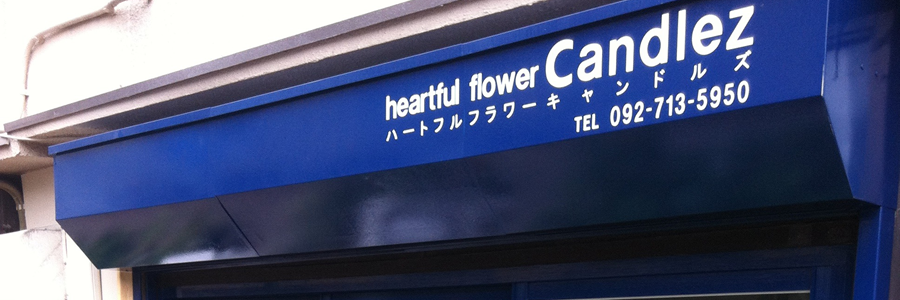 heartful flower Candlez
ハートフルフラワーキャンドルズ
TEL 092-713-5950